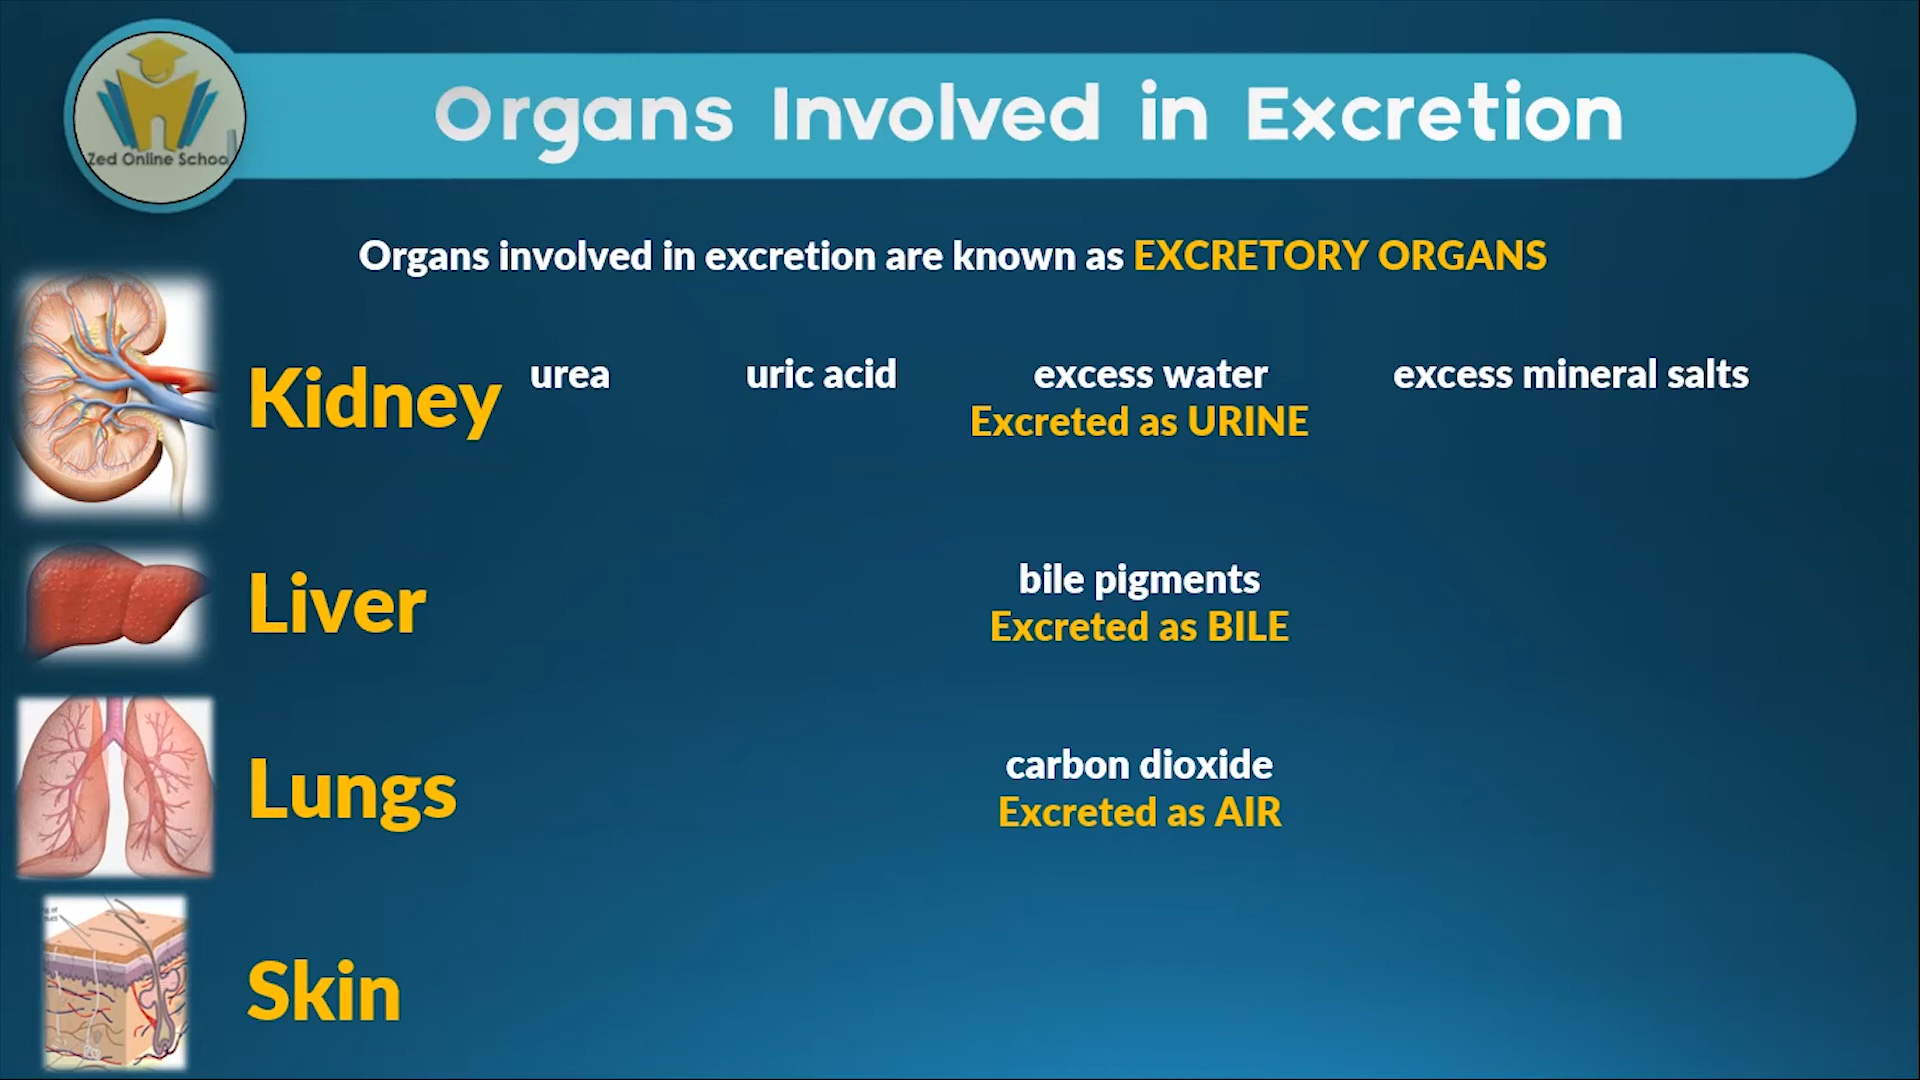 Zed Online School
Organs Involved in Excretion
Organs involved in excretion are known as EXCRETORY ORGANS
Kidney
urea uric acid excess water excess mineral salts
Excreted as URINE
Liver
bile pigments
Excreted as BILE
Lungs
carbon dioxide
Excreted as AIR
Skin